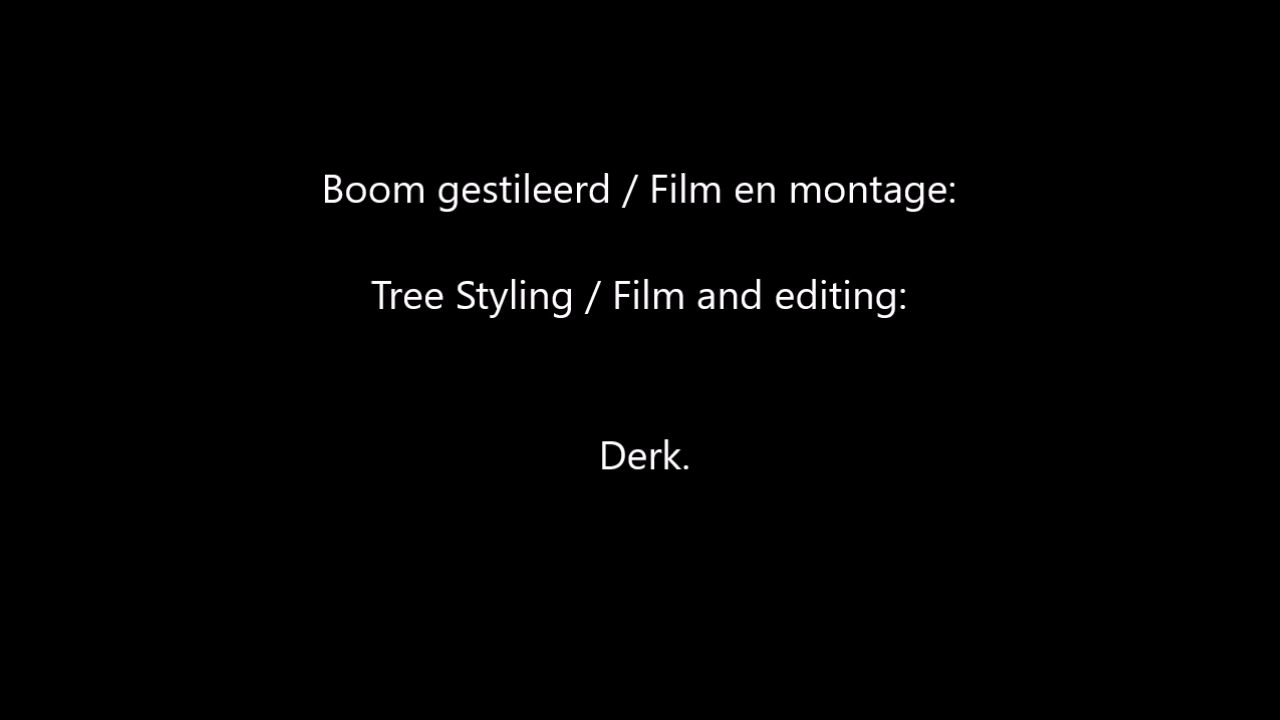 Boom gestileerd / Film en montage:
Tree Styling / Film and editing:
Derk.